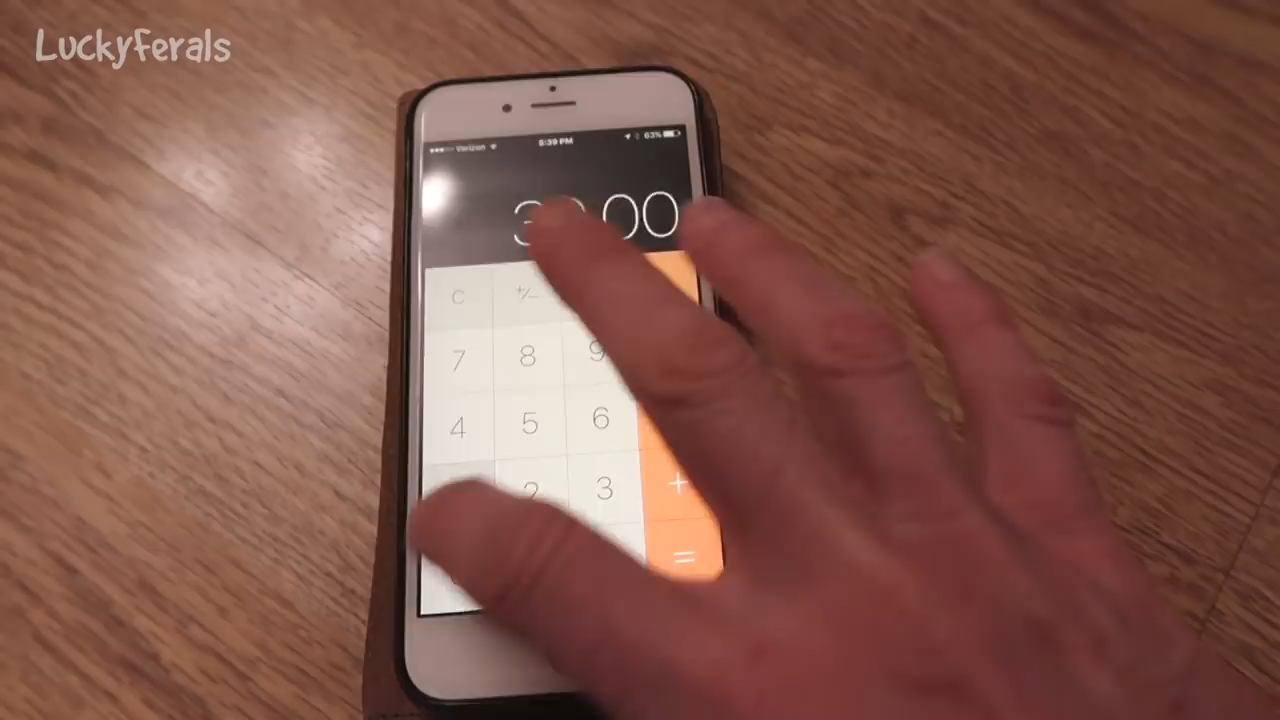 LuckyFerals
Verizon 5:39 PM 63%
00
C +/−
7 8 9
4 5 6
2 3 +
=